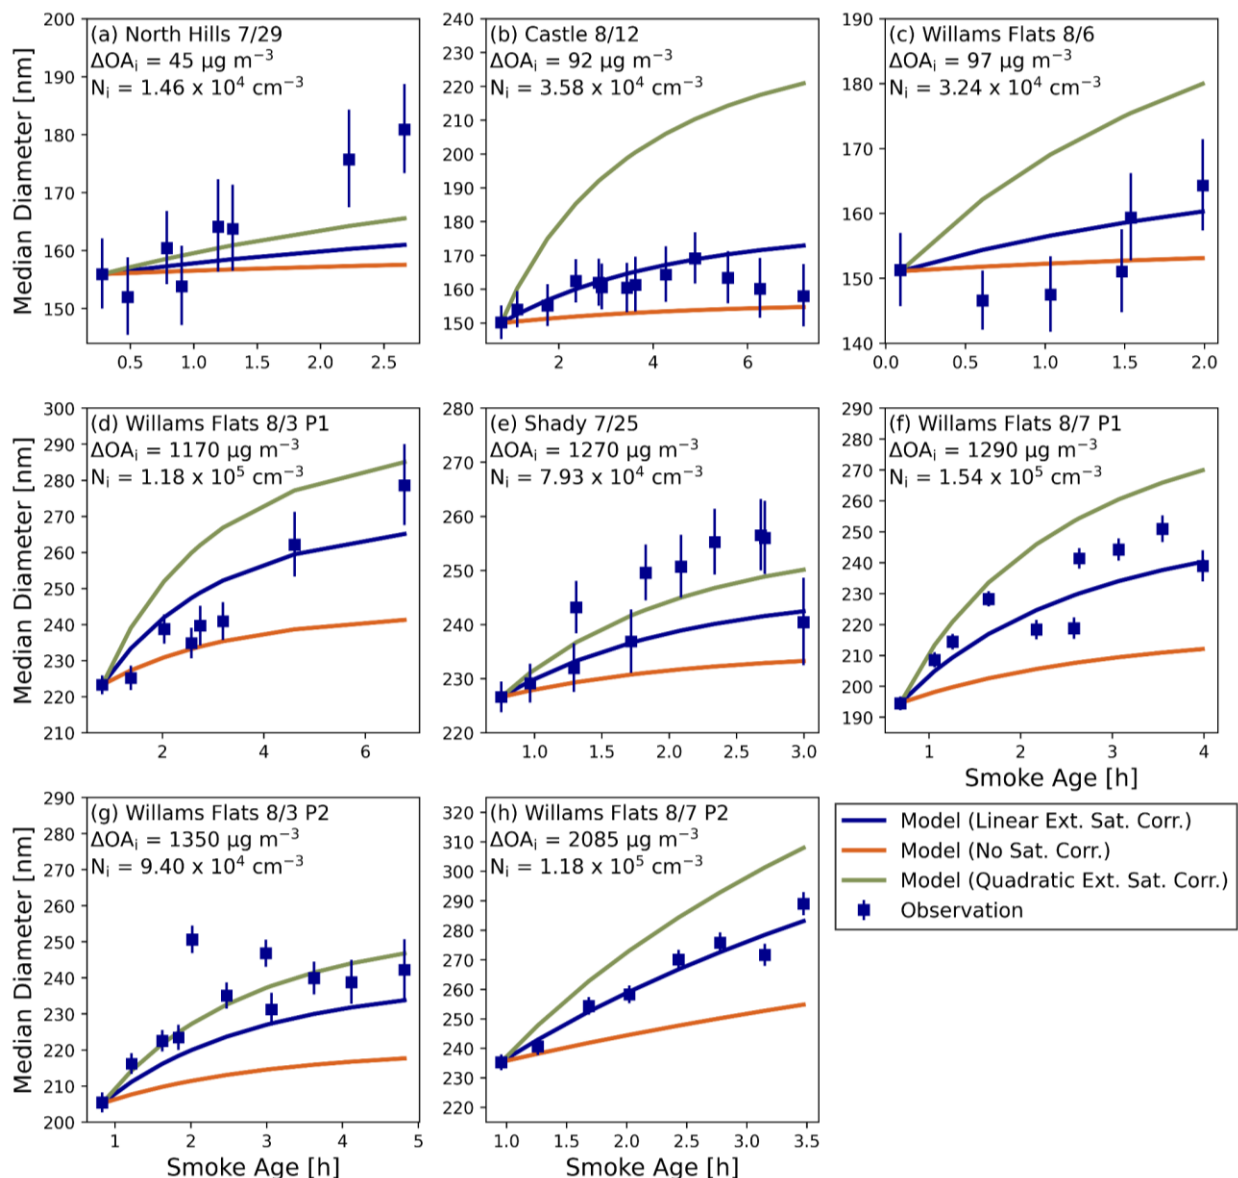 (a) North Hills 7/29
ΔOAᵢ = 45 µg m⁻³
Nᵢ = 1.46 x 10⁴ cm⁻³
Median Diameter [nm]
200
190
180
170
160
150
0.5 1.0 1.5 2.0 2.5
(b) Castle 8/12
ΔOAᵢ = 92 µg m⁻³
Nᵢ = 3.58 x 10⁴ cm⁻³
240
230
220
210
200
190
180
170
160
150
2 4 6
(c) Willams Flats 8/6
ΔOAᵢ = 97 µg m⁻³
Nᵢ = 3.24 x 10⁴ cm⁻³
190
180
170
160
150
140
0.0 0.5 1.0 1.5 2.0
(d) Willams Flats 8/3 P1
ΔOAᵢ = 1170 µg m⁻³
Nᵢ = 1.18 x 10⁵ cm⁻³
Median Diameter [nm]
300
290
280
270
260
250
240
230
220
210
2 4 6
(e) Shady 7/25
ΔOAᵢ = 1270 µg m⁻³
Nᵢ = 7.93 x 10⁴ cm⁻³
280
270
260
250
240
230
220
1.0 1.5 2.0 2.5 3.0
(f) Willams Flats 8/7 P1
ΔOAᵢ = 1290 µg m⁻³
Nᵢ = 1.54 x 10⁵ cm⁻³
290
280
270
260
250
240
230
220
210
200
190
1 2 3 4
Smoke Age [h]
(g) Willams Flats 8/3 P2
ΔOAᵢ = 1350 µg m⁻³
Nᵢ = 9.40 x 10⁴ cm⁻³
Median Diameter [nm]
290
280
270
260
250
240
230
220
210
200
1 2 3 4 5
Smoke Age [h]
(h) Willams Flats 8/7 P2
ΔOAᵢ = 2085 µg m⁻³
Nᵢ = 1.18 x 10⁵ cm⁻³
320
310
300
290
280
270
260
250
240
230
220
1.0 1.5 2.0 2.5 3.0 3.5
Smoke Age [h]
Model (Linear Ext. Sat. Corr.)
Model (No Sat. Corr.)
Model (Quadratic Ext. Sat. Corr.)
Observation